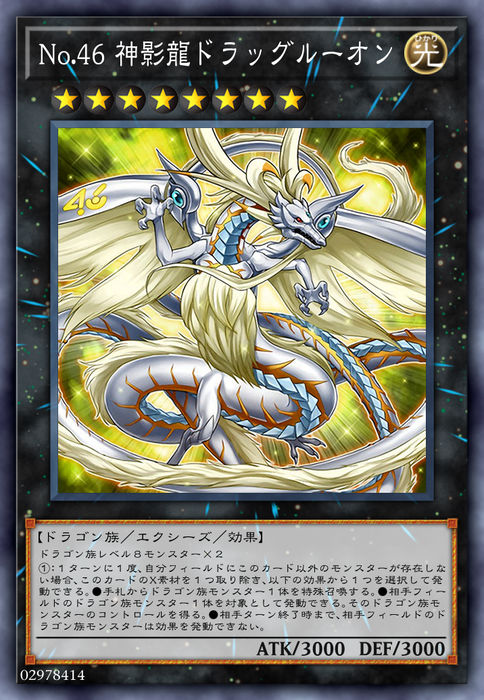 No.46 神影龍ドラッグルーオン
ひかり
光
46
【ドラゴン族／エクシーズ／効果】
ドラゴン族レベル８モンスター×２
①：１ターンに１度、自分フィールドにこのカード以外のモンスターが存在しな
い場合、このカードのX素材を１つ取り除き、以下の効果から１つを選択して発
動できる。●手札からドラゴン族モンスター１体を特殊召喚する。●相手フィー
ルドのドラゴン族モンスター１体を対象として発動できる。そのドラゴン族モ
ンスターのコントロールを得る。●相手ターン終了時まで、相手フィールドのド
ラゴン族モンスターは効果を発動できない。
ATK/3000 DEF/3000
02978414